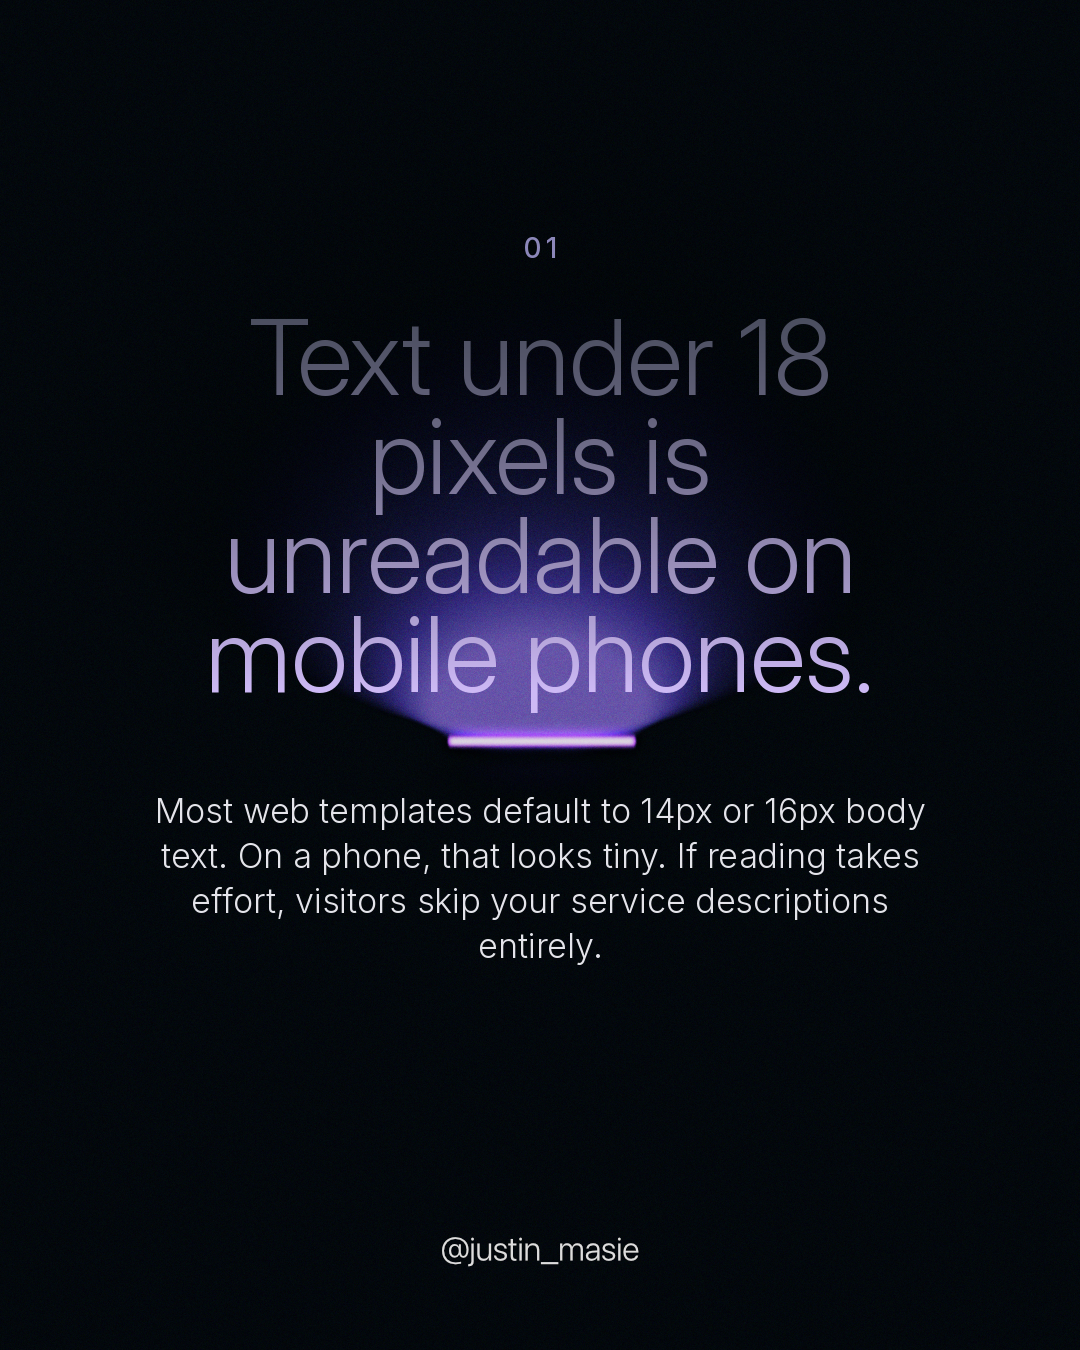 01
Text under 18
pixels is
unreadable on
mobile phones.
Most web templates default to 14px or 16px body
text. On a phone, that looks tiny. If reading takes
effort, visitors skip your service descriptions
entirely.
@justin_masie